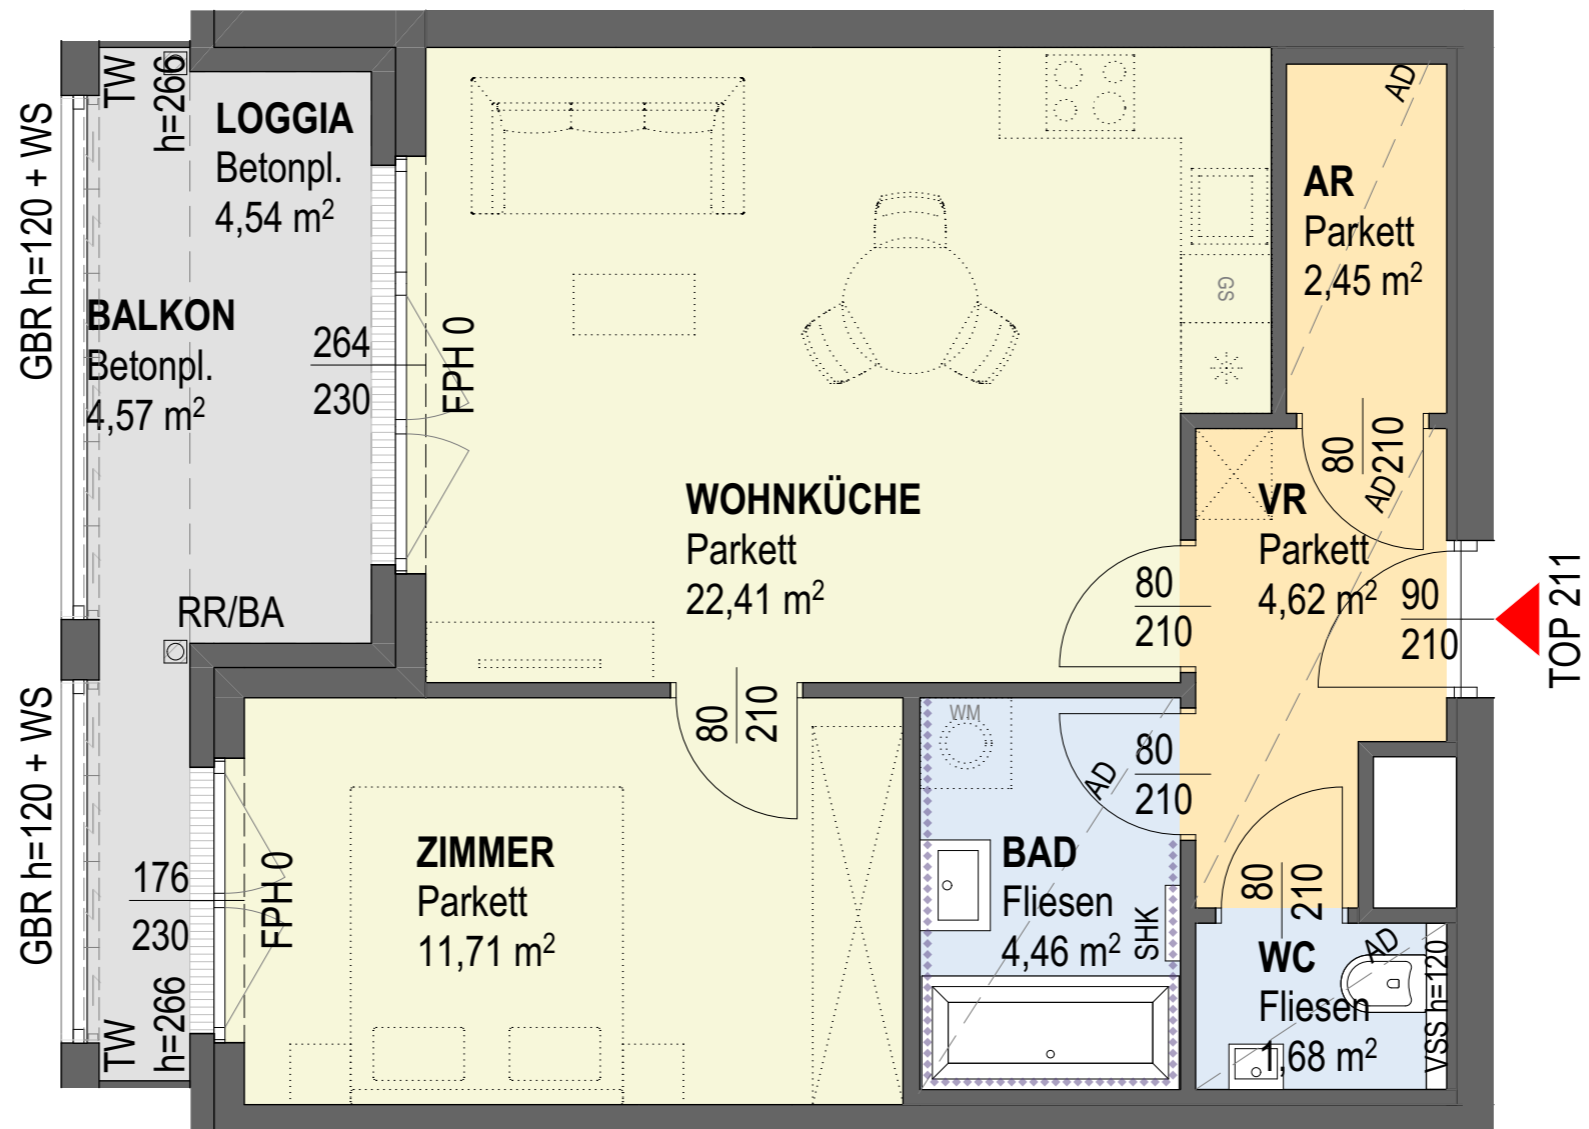 TW
h=266
GBR h=120 + WS
LOGGIA
Betonpl.
4,54 m²
BALKON
Betonpl.
4,57 m²
264
230
FPH 0
RR/BA
WOHNKÜCHE
Parkett
22,41 m²
GS
AD
AR
Parkett
2,45 m²
80
210
AD
VR
Parkett
4,62 m²
80
210
90
210
TOP 211
GBR h=120 + WS
176
230
FPH 0
TW
h=266
ZIMMER
Parkett
11,71 m²
80
210
WM
AD
80
210
BAD
Fliesen
4,46 m²
SHK
80
210
AD
WC
Fliesen
1,68 m²
VSS h=120